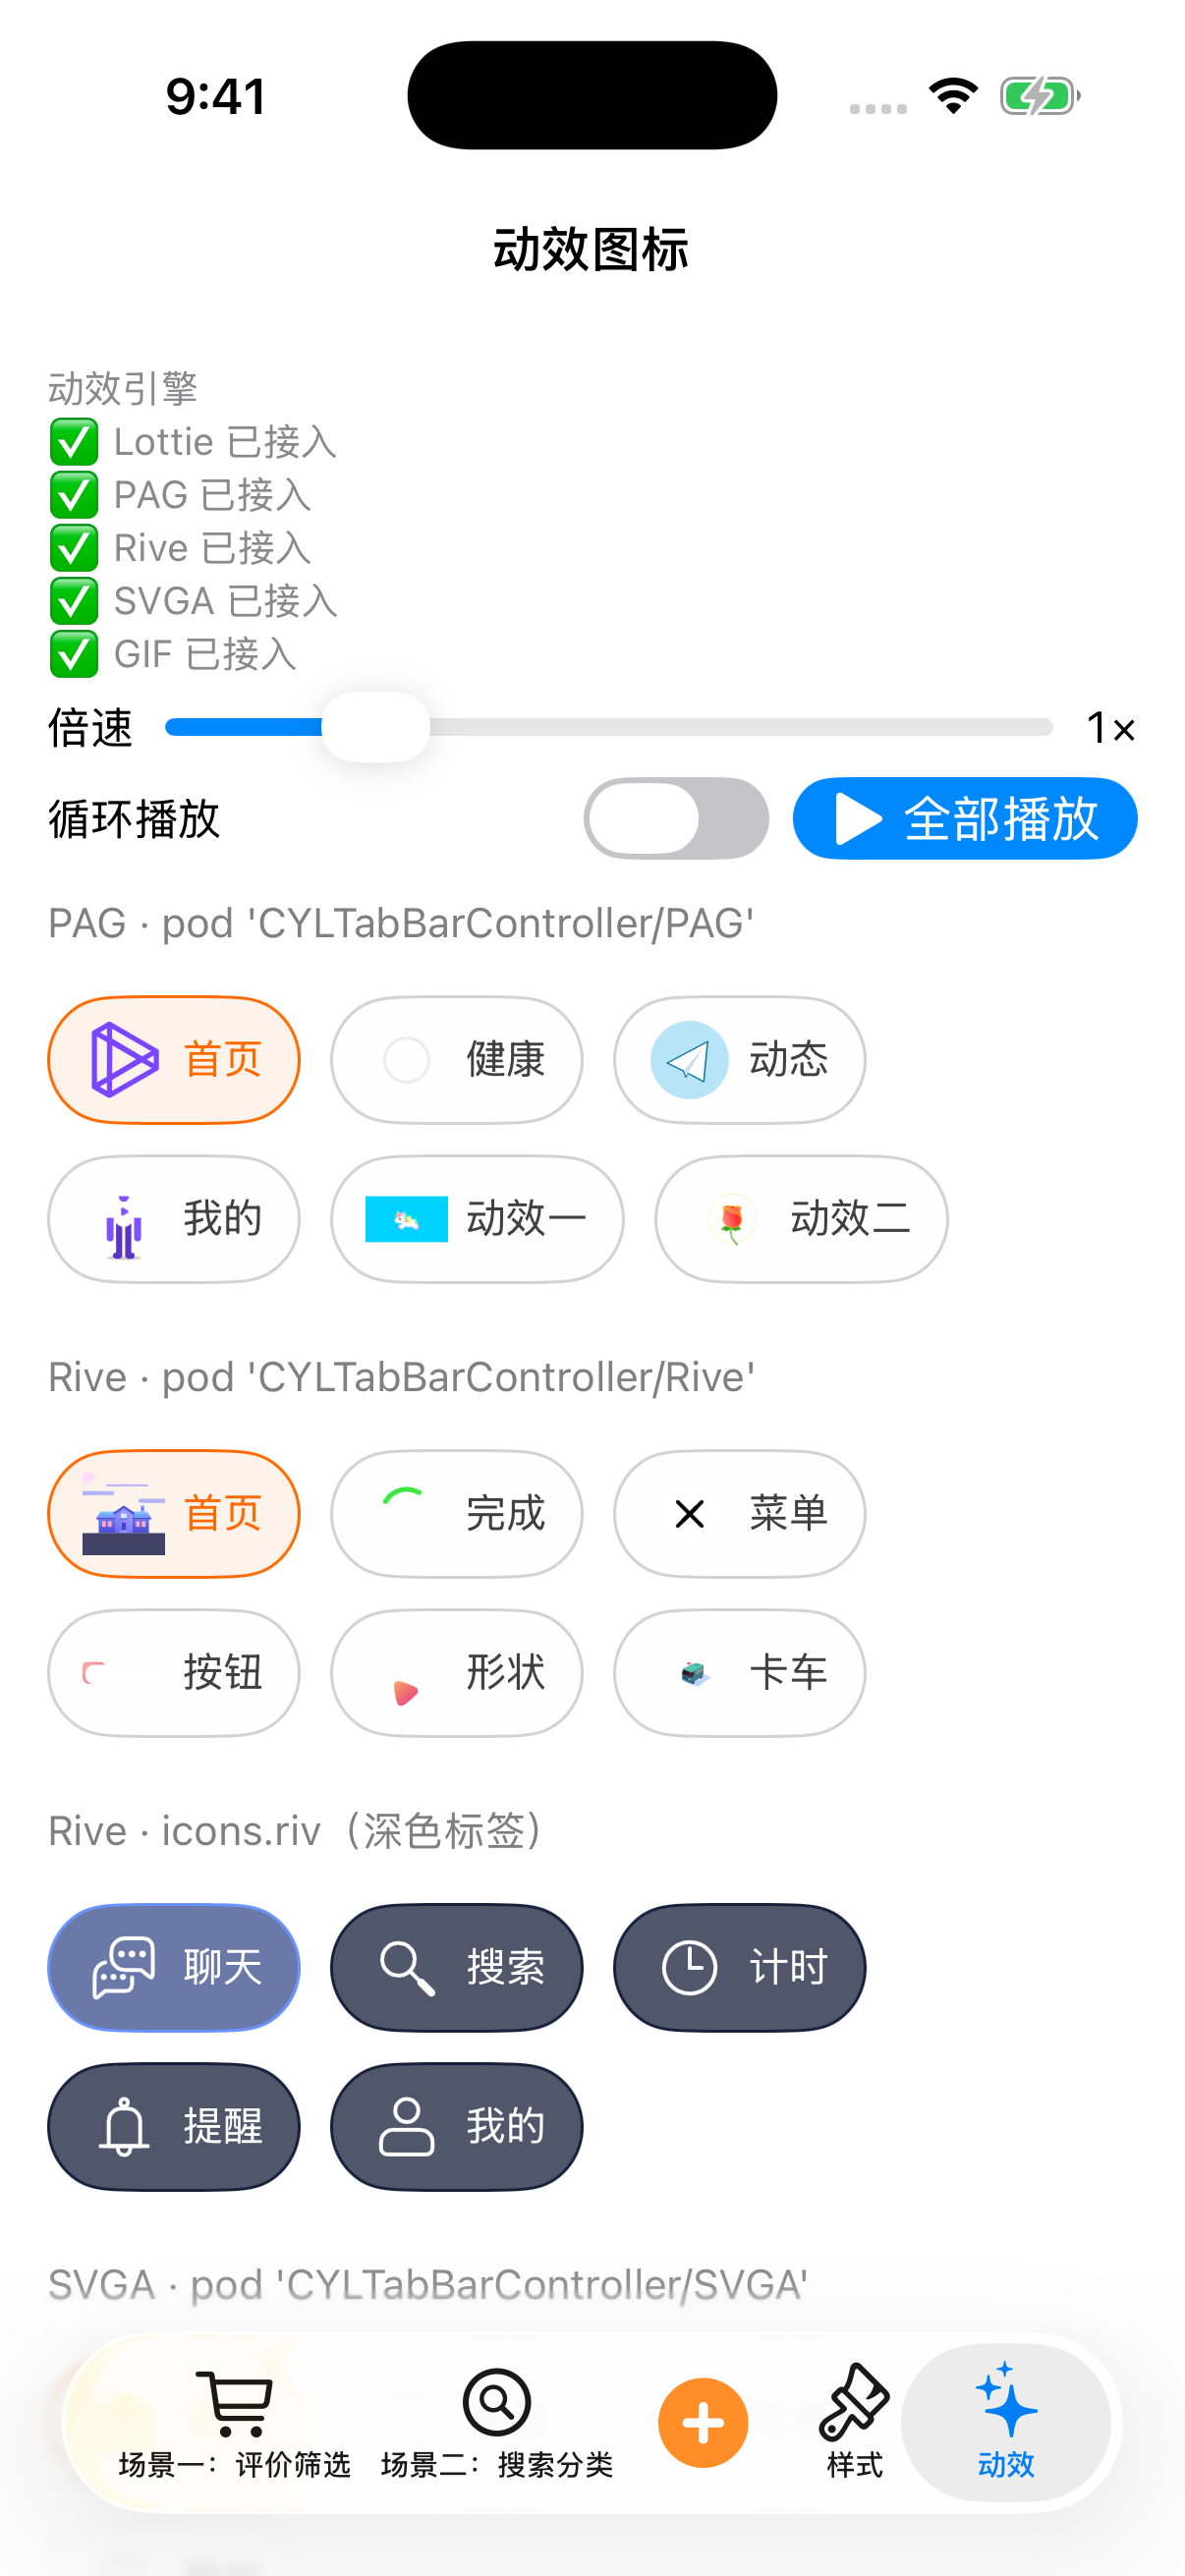 9:41
动效图标
动效引擎
✅ Lottie 已接入
✅ PAG 已接入
✅ Rive 已接入
✅ SVGA 已接入
✅ GIF 已接入
倍速 1×
循环播放 全部播放
PAG · pod 'CYLTabBarController/PAG'
首页 健康 动态
我的 动效一 动效二
Rive · pod 'CYLTabBarController/Rive'
首页 完成 菜单
按钮 形状 卡车
Rive · icons.riv（深色标签）
聊天 搜索 计时
提醒 我的
SVGA · pod 'CYLTabBarController/SVGA'
场景一：评价筛选 场景二：搜索分类 样式 动效